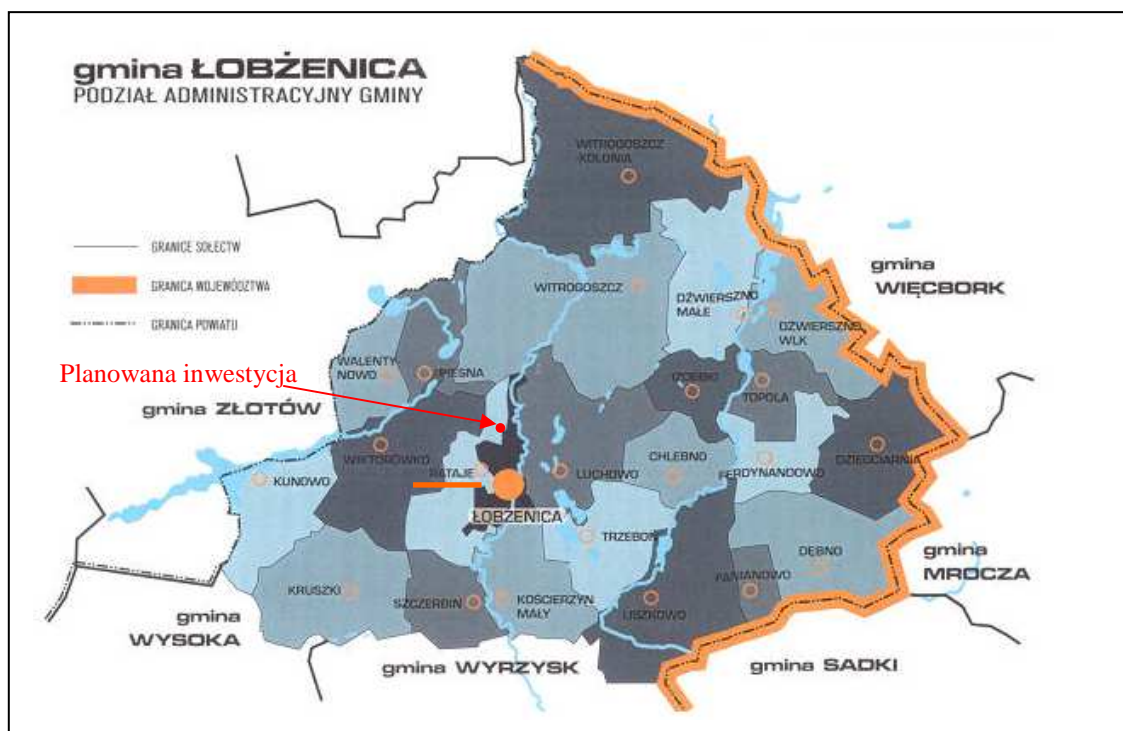 gmina ŁOBŻENICA
PODZIAŁ ADMINISTRACYJNY GMINY
WITROGOSZCZ
-KOLONIA
GRANICE SOŁECTW
GRANICA WOJEWÓDZTWA
GRANICA POWIATU
gmina
WIĘCBORK
WITROGOSZCZ
DŹWIERSZNO
MAŁE
DŹWIERSZNO
WLK
WALENTY-
NOWO
PIESNA
Planowana inwestycja
IZDEBKI
TOPOLA
gmina ZŁOTÓW
WIKTORÓWKO
RATAJE
LUCHOWO
CHLEBNO
FERDYNANDOWO
DZIEGCIARNIA
KUNOWO
ŁOBŻENICA
TRZEBOŃ
DĘBNO
gmina
MROCZA
KRUSZKI
SZCZERBIN
KOŚCIERZYN
MAŁY
LISZKOWO
FANIANOWO
gmina
WYSOKA
gmina WYRZYSK
gmina SADKI